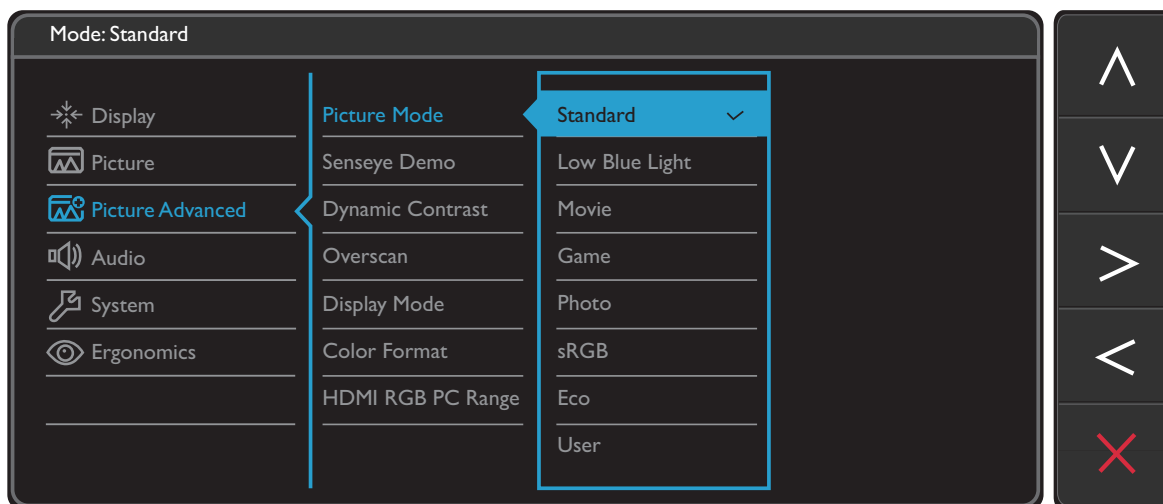 Mode: Standard
Display
Picture
Picture Advanced
Audio
System
Ergonomics
Picture Mode
Senseye Demo
Dynamic Contrast
Overscan
Display Mode
Color Format
HDMI RGB PC Range
Standard
Low Blue Light
Movie
Game
Photo
sRGB
Eco
User